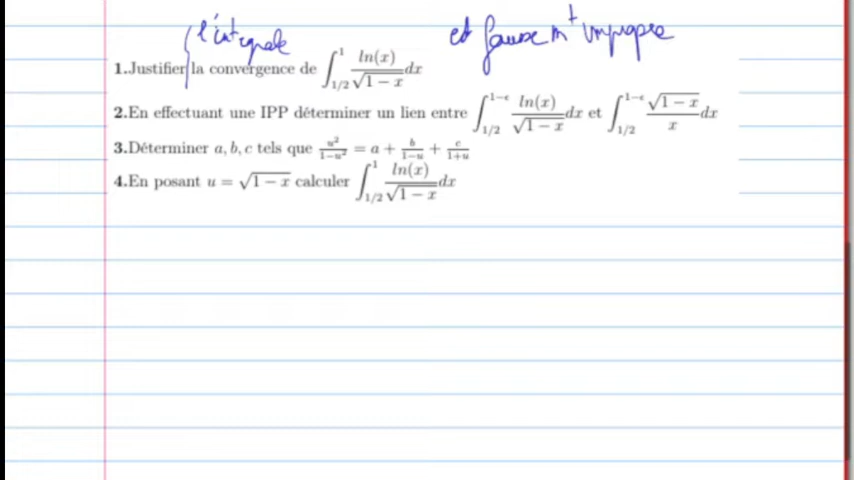 l'intégrale est faussemᵗ impropre
1.Justifier la convergence de ∫_{1/2}^{1} ln(x)/√(1−x) dx
2.En effectuant une IPP déterminer un lien entre ∫_{1/2}^{1−ϵ} ln(x)/√(1−x) dx et ∫_{1/2}^{1−ϵ} √(1−x)/x dx
3.Déterminer a, b, c tels que u²/(1−u²) = a + b/(1−u) + c/(1+u)
4.En posant u = √(1−x) calculer ∫_{1/2}^{1} ln(x)/√(1−x) dx